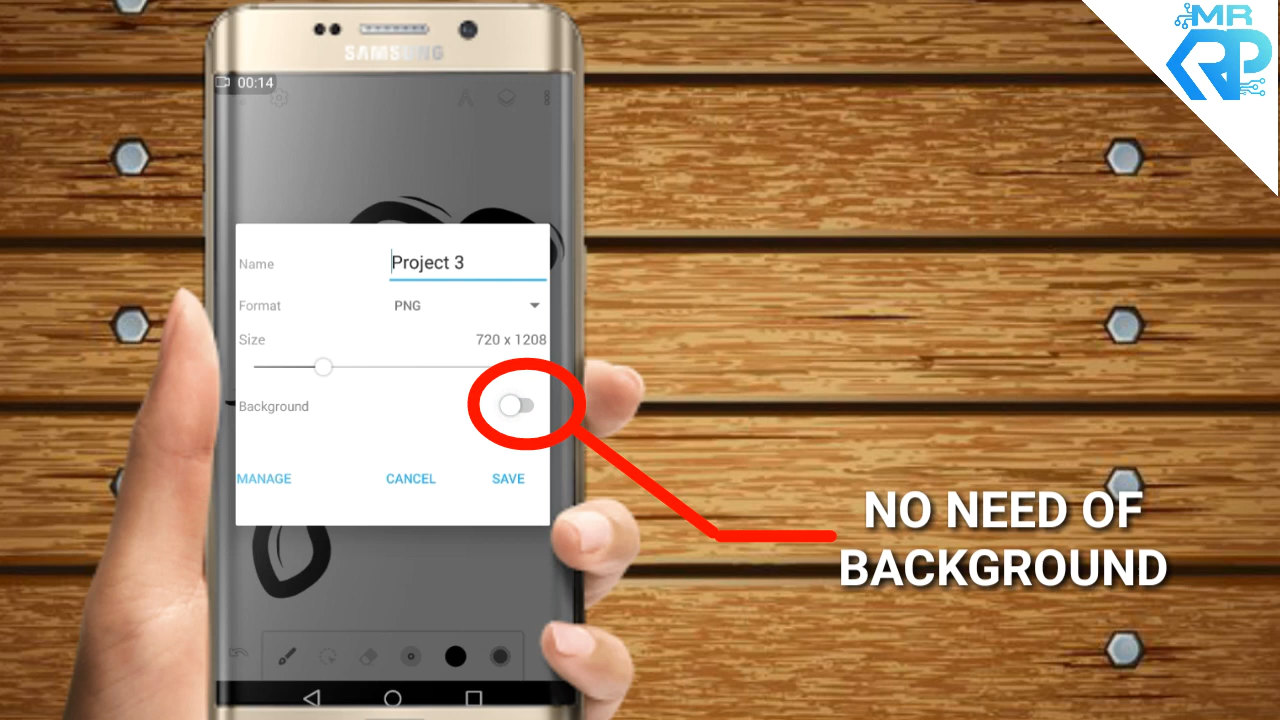 MR
RP
SAMSUNG
00:14
Name Project 3
Format PNG
Size 720 x 1208
Background
MANAGE CANCEL SAVE
NO NEED OF
BACKGROUND